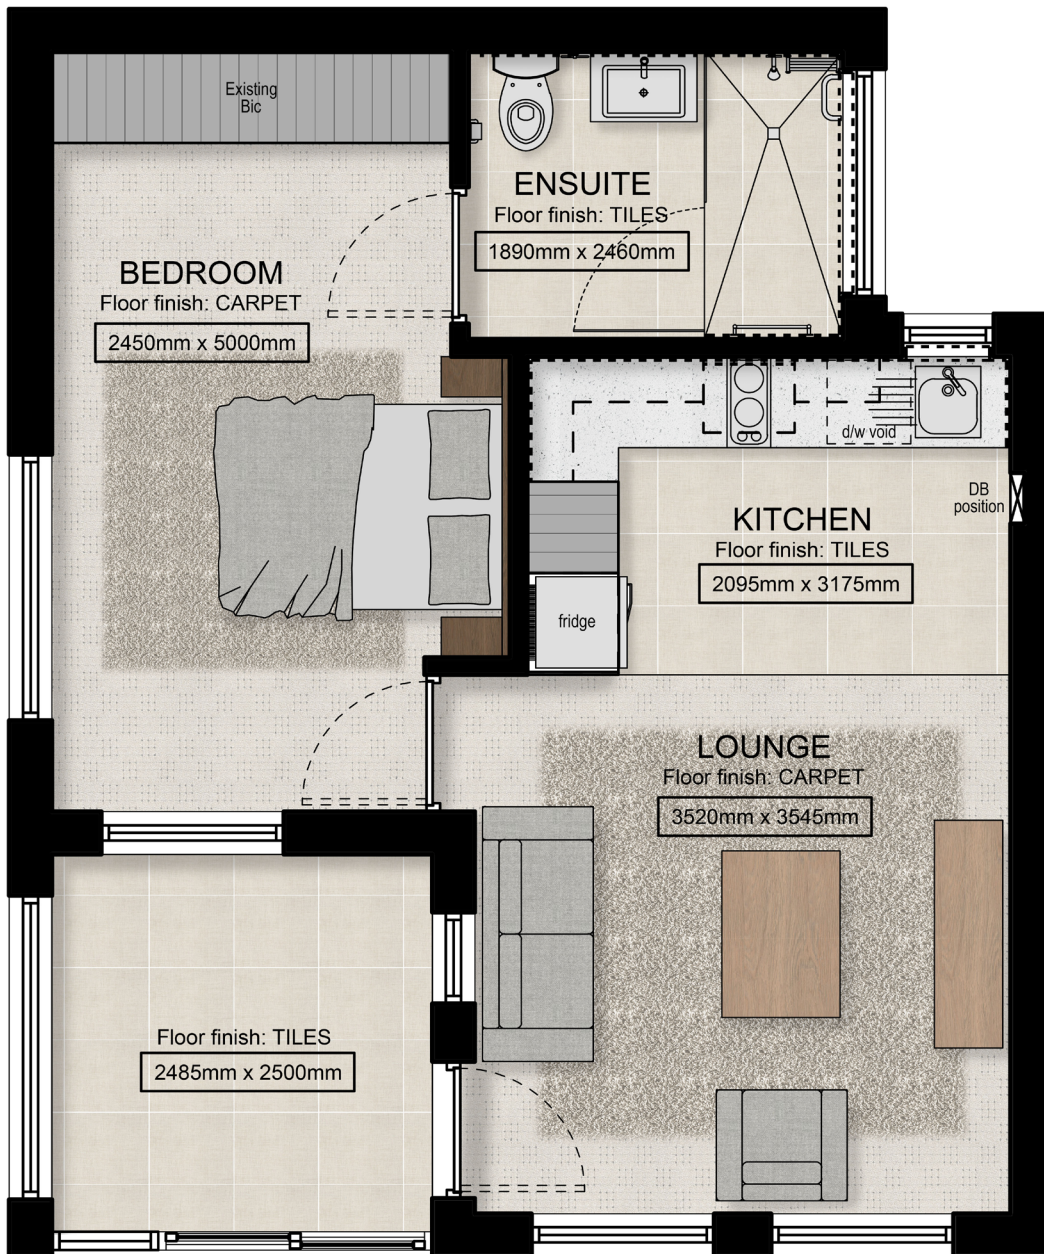 Existing
Bic
ENSUITE
Floor finish: TILES
1890mm x 2460mm
BEDROOM
Floor finish: CARPET
2450mm x 5000mm
d/w void
DB
position
KITCHEN
Floor finish: TILES
2095mm x 3175mm
fridge
LOUNGE
Floor finish: CARPET
3520mm x 3545mm
Floor finish: TILES
2485mm x 2500mm